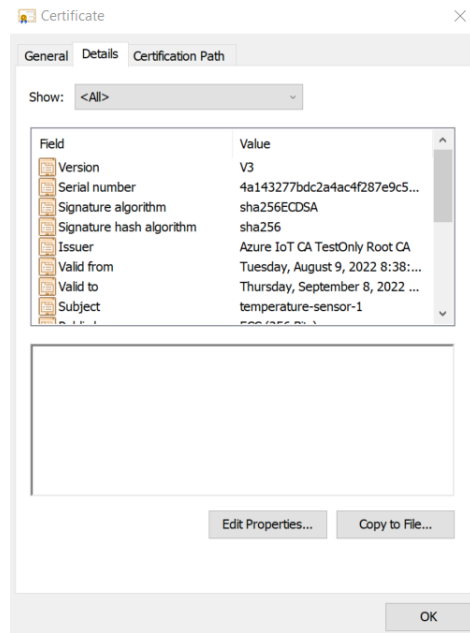 Certificate
General Details Certification Path
Show: <All>
Field Value
Version V3
Serial number 4a143277bdc2a4ac4f287e9c5...
Signature algorithm sha256ECDSA
Signature hash algorithm sha256
Issuer Azure IoT CA TestOnly Root CA
Valid from Tuesday, August 9, 2022 8:38:...
Valid to Thursday, September 8, 2022 ...
Subject temperature-sensor-1
Edit Properties... Copy to File...
OK